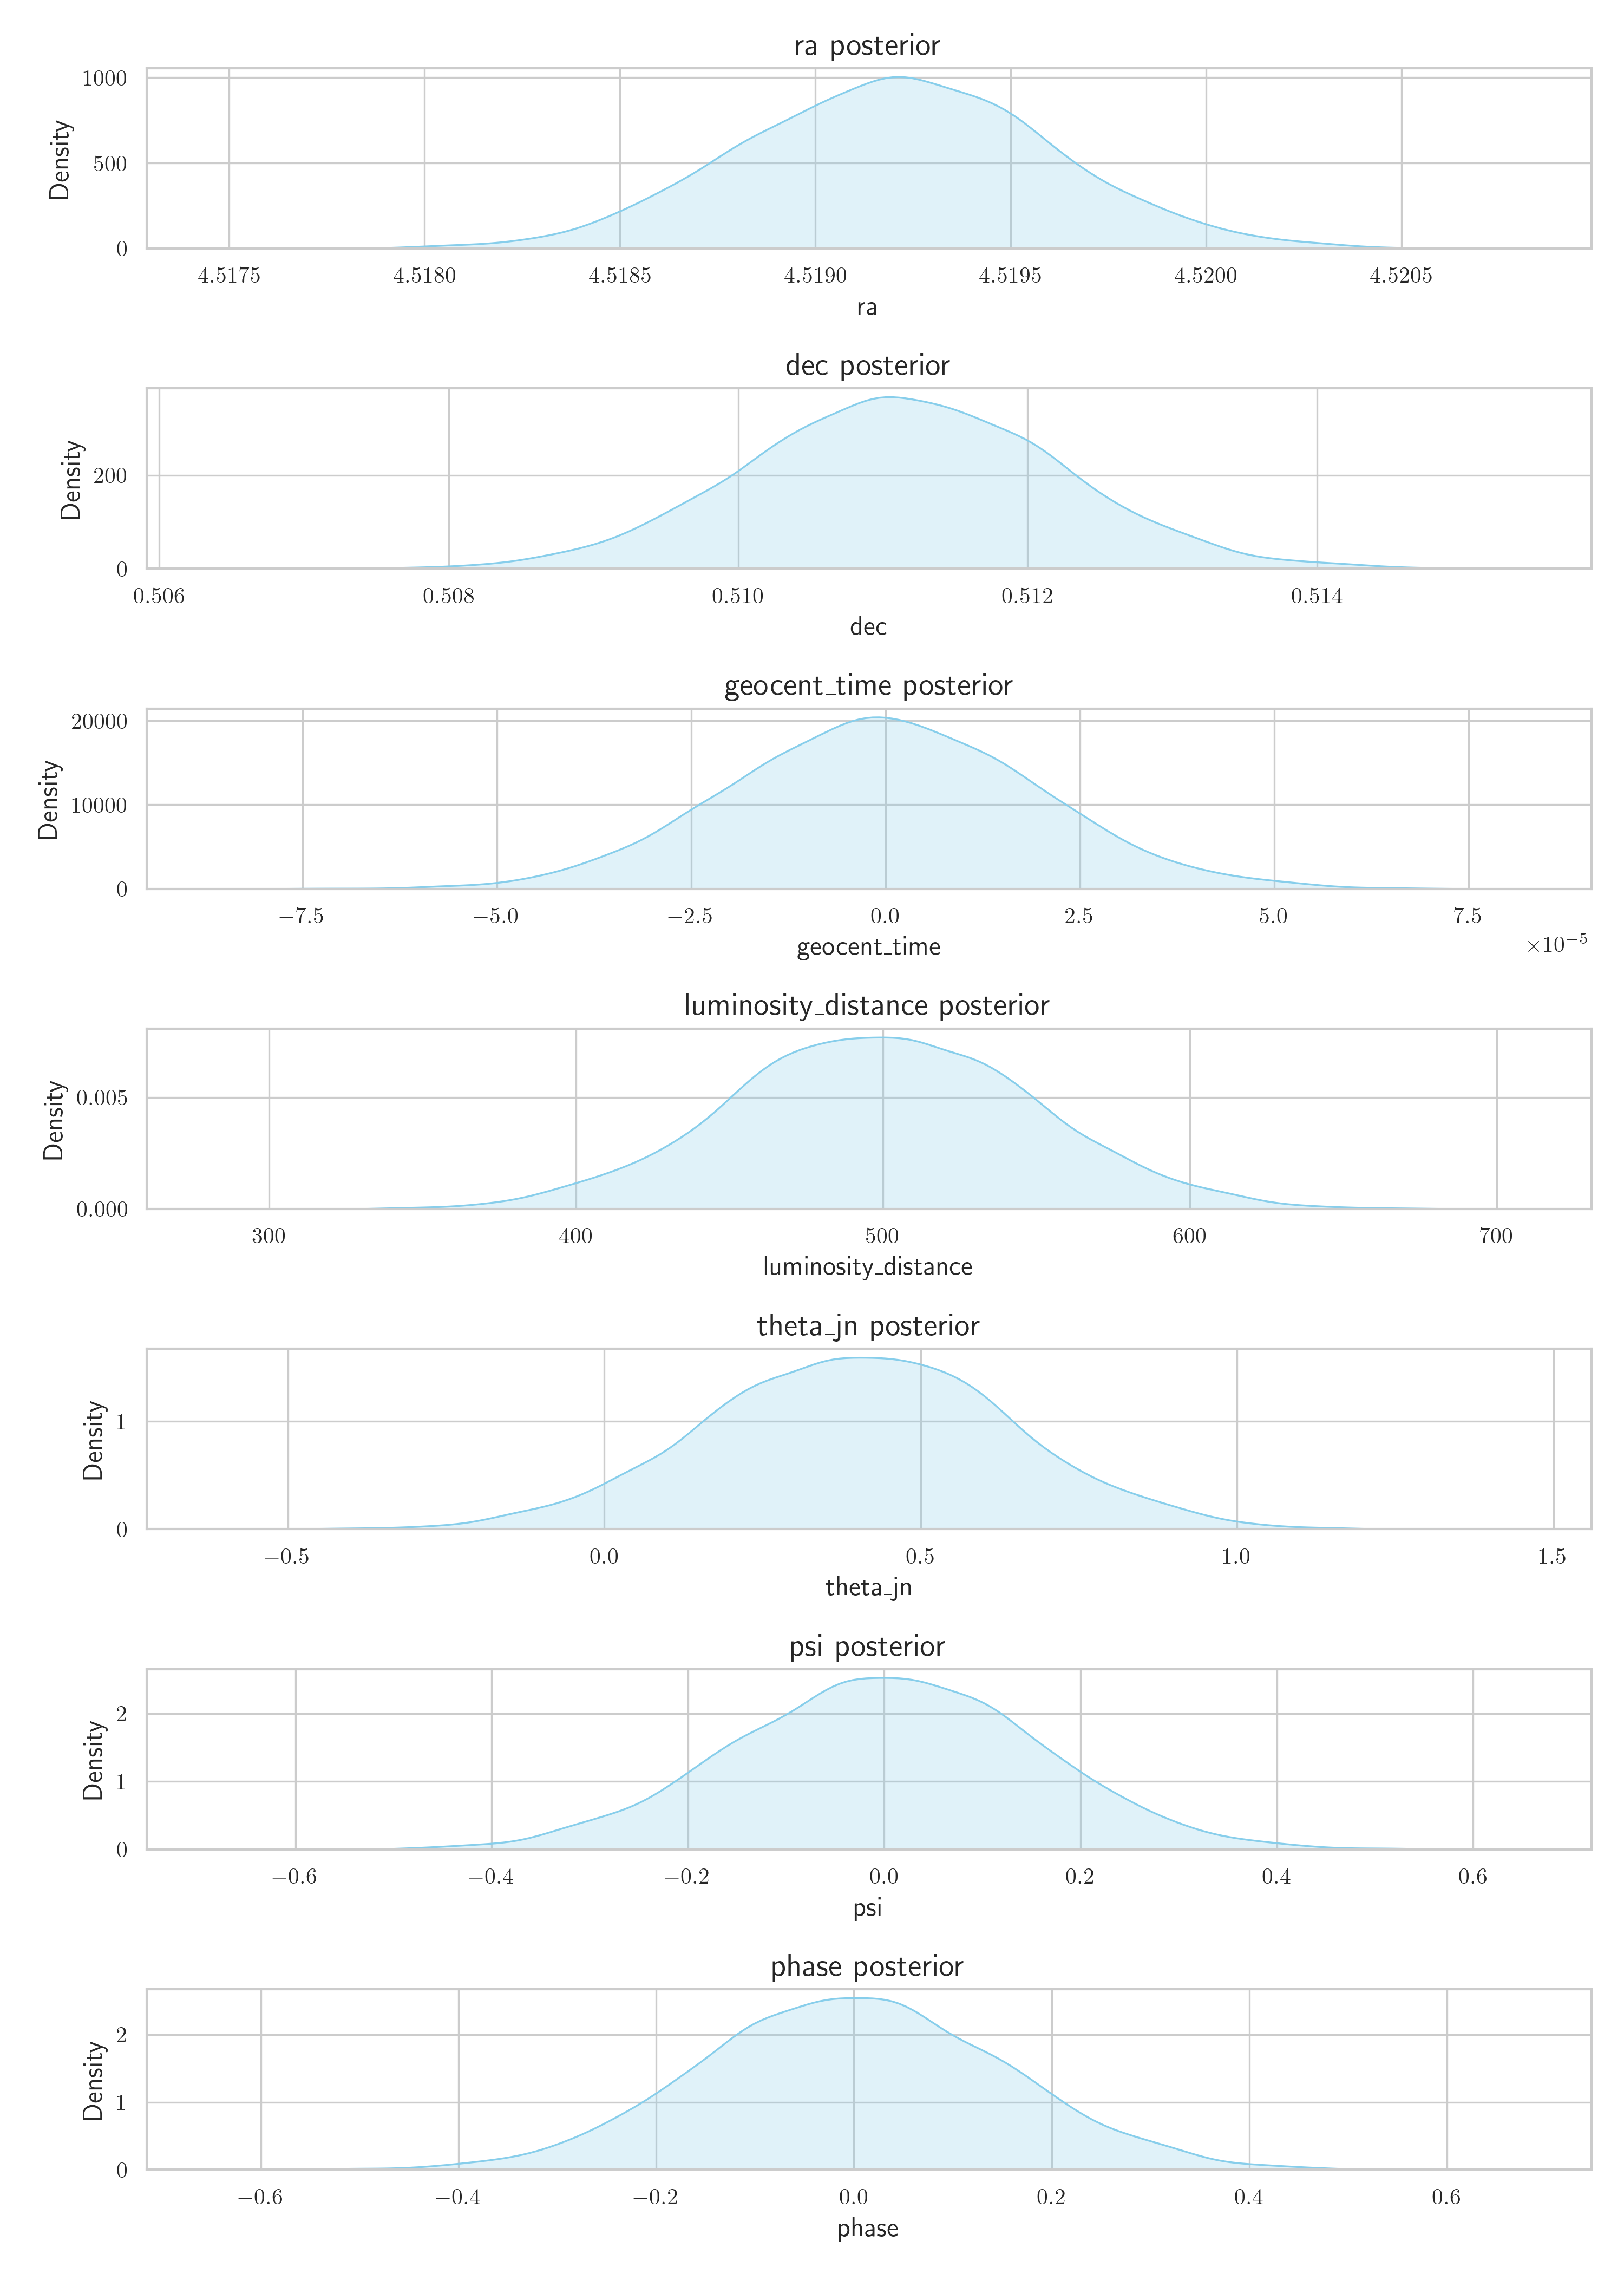 ra posterior
1000
500
0
Density
4.5175 4.5180 4.5185 4.5190 4.5195 4.5200 4.5205
ra
dec posterior
200
0
Density
0.506 0.508 0.510 0.512 0.514
dec
geocent_time posterior
20000
10000
0
Density
−7.5 −5.0 −2.5 0.0 2.5 5.0 7.5
×10⁻⁵
geocent_time
luminosity_distance posterior
0.005
0.000
Density
300 400 500 600 700
luminosity_distance
theta_jn posterior
1
0
Density
−0.5 0.0 0.5 1.0 1.5
theta_jn
psi posterior
2
1
0
Density
−0.6 −0.4 −0.2 0.0 0.2 0.4 0.6
psi
phase posterior
2
1
0
Density
−0.6 −0.4 −0.2 0.0 0.2 0.4 0.6
phase